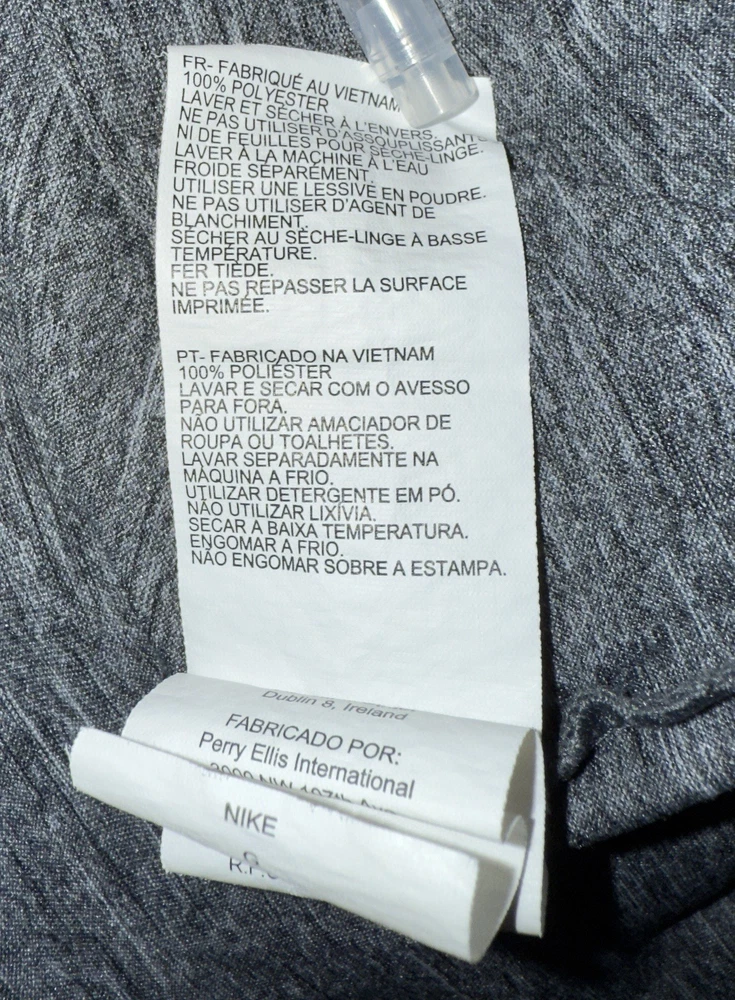 FR- FABRIQUÉ AU VIETNAM
100% POLYESTER
LAVER ET SÉCHER À L'ENVERS.
NE PAS UTILISER D'ASSOUPLISSANT
NI DE FEUILLES POUR SÈCHE-LINGE.
LAVER À LA MACHINE À L'EAU
FROIDE SÉPARÉMENT.
UTILISER UNE LESSIVE EN POUDRE.
NE PAS UTILISER D'AGENT DE
BLANCHIMENT.
SÉCHER AU SÈCHE-LINGE À BASSE
TEMPÉRATURE.
FER TIÈDE.
NE PAS REPASSER LA SURFACE
IMPRIMÉE.
PT- FABRICADO NA VIETNAM
100% POLIÉSTER
LAVAR E SECAR COM O AVESSO
PARA FORA.
NÃO UTILIZAR AMACIADOR DE
ROUPA OU TOALHETES.
LAVAR SEPARADAMENTE NA
MÁQUINA A FRIO.
UTILIZAR DETERGENTE EM PÓ.
NÃO UTILIZAR LIXÍVIA.
SECAR A BAIXA TEMPERATURA.
ENGOMAR A FRIO.
NÃO ENGOMAR SOBRE A ESTAMPA.
Dublin 8, Ireland
FABRICADO POR:
Perry Ellis International
NW 107th
NIKE